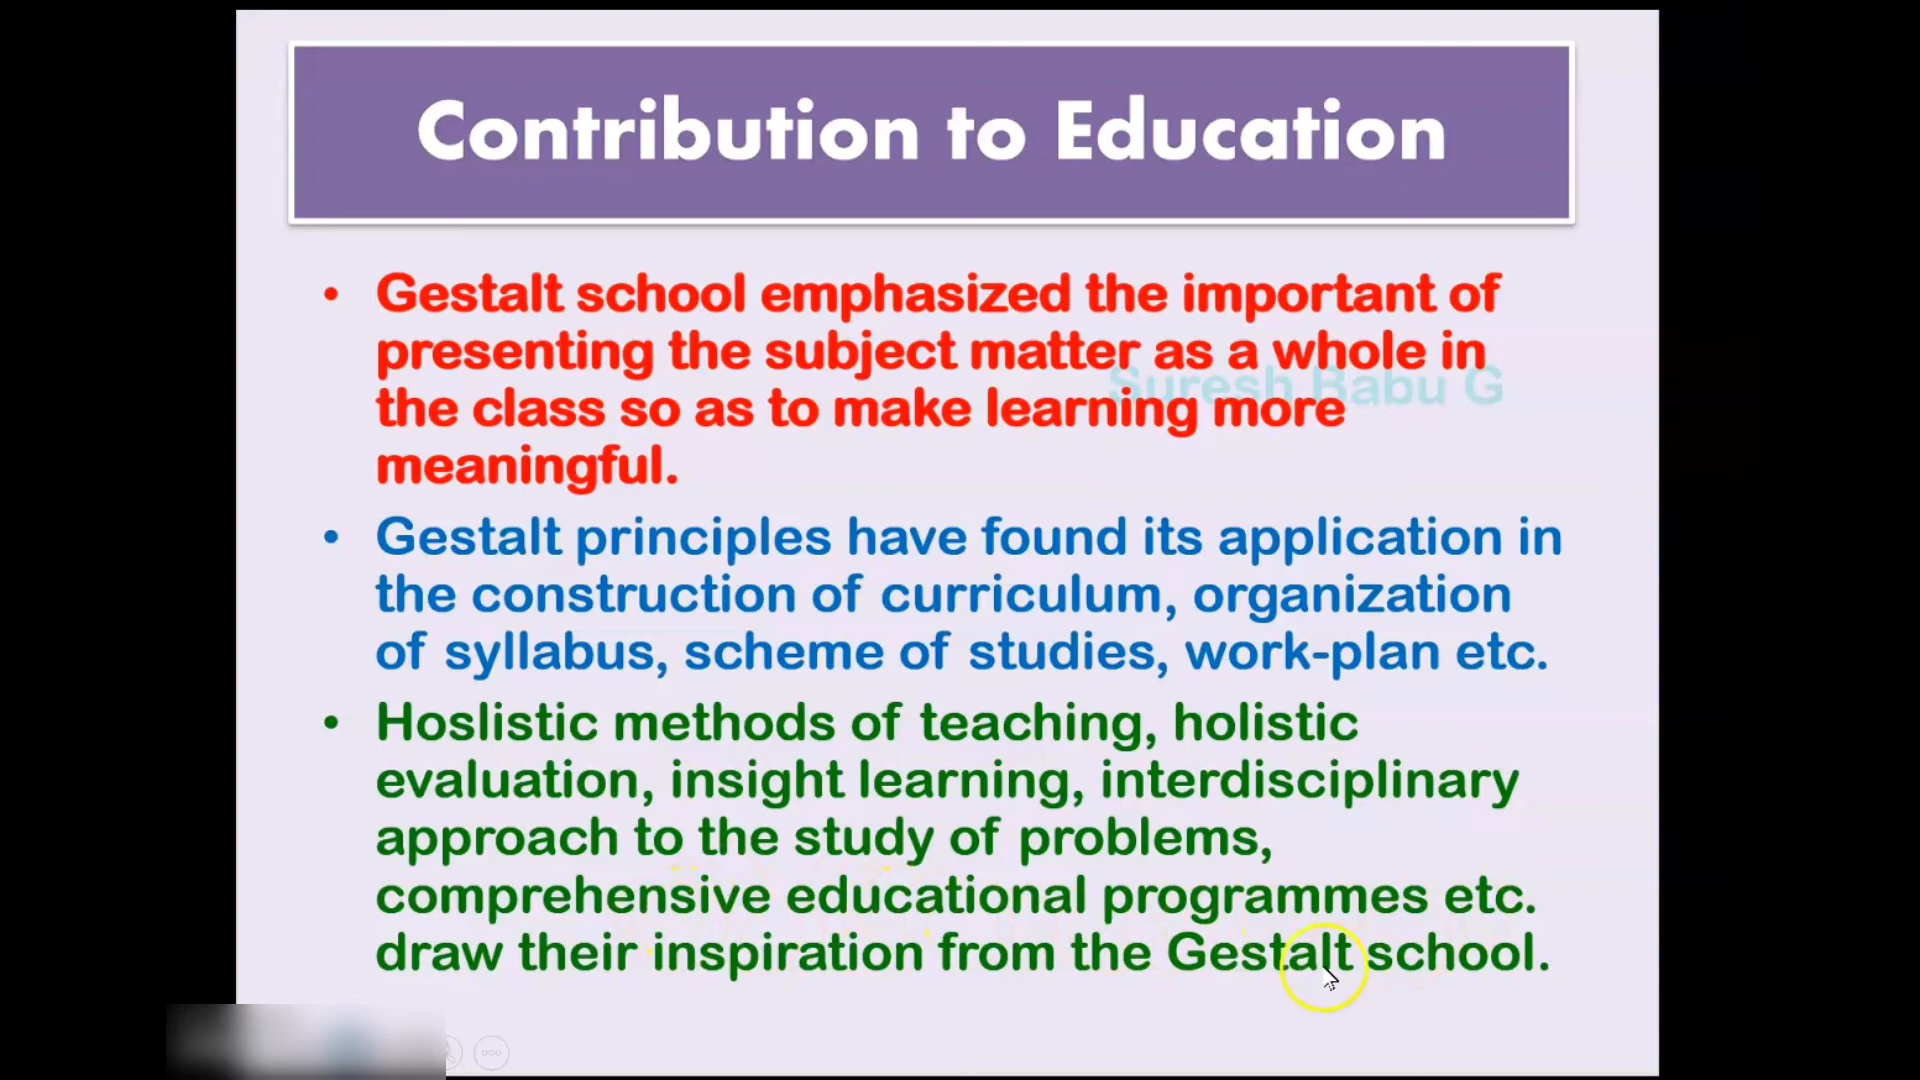 Contribution to Education
• Gestalt school emphasized the important of
presenting the subject matter as a whole in
Suresh Babu G
the class so as to make learning more
meaningful.
• Gestalt principles have found its application in
the construction of curriculum, organization
of syllabus, scheme of studies, work-plan etc.
• Hoslistic methods of teaching, holistic
evaluation, insight learning, interdisciplinary
approach to the study of problems,
comprehensive educational programmes etc.
draw their inspiration from the Gestalt school.